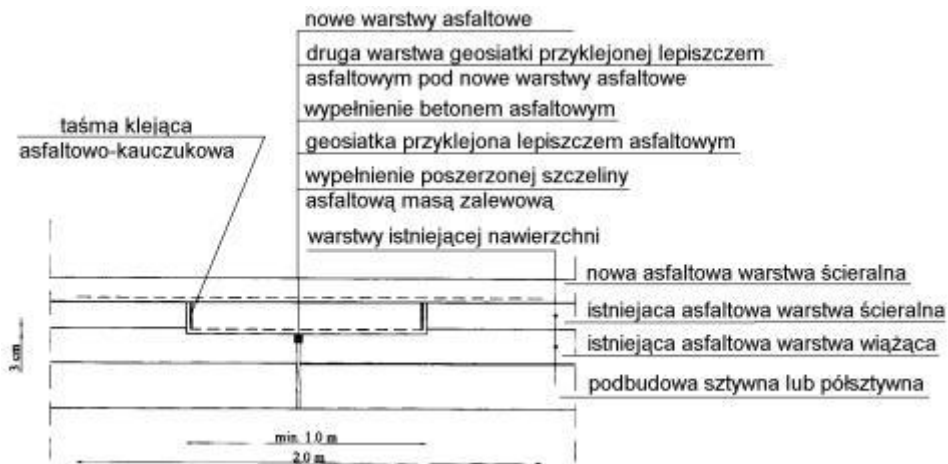 nowe warstwy asfaltowe
druga warstwa geosiatki przyklejonej lepiszczem
asfaltowym pod nowe warstwy asfaltowe
wypełnienie betonem asfaltowym
taśma klejąca
asfaltowo-kauczukowa
geosiatka przyklejona lepiszczem asfaltowym
wypełnienie poszerzonej szczeliny
asfaltową masą zalewową
warstwy istniejącej nawierzchni
nowa asfaltowa warstwa ścieralna
istniejaca asfaltowa warstwa ścieralna
istniejąca asfaltowa warstwa wiążąca
podbudowa sztywna lub półsztywna
3 cm
min. 1.0 m
2.0 m